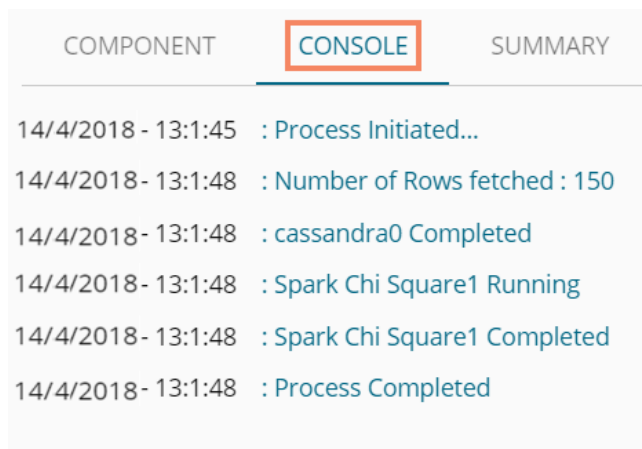 COMPONENT CONSOLE SUMMARY
14/4/2018 - 13:1:45 : Process Initiated...
14/4/2018 - 13:1:48 : Number of Rows fetched : 150
14/4/2018 - 13:1:48 : cassandra0 Completed
14/4/2018 - 13:1:48 : Spark Chi Square1 Running
14/4/2018 - 13:1:48 : Spark Chi Square1 Completed
14/4/2018 - 13:1:48 : Process Completed